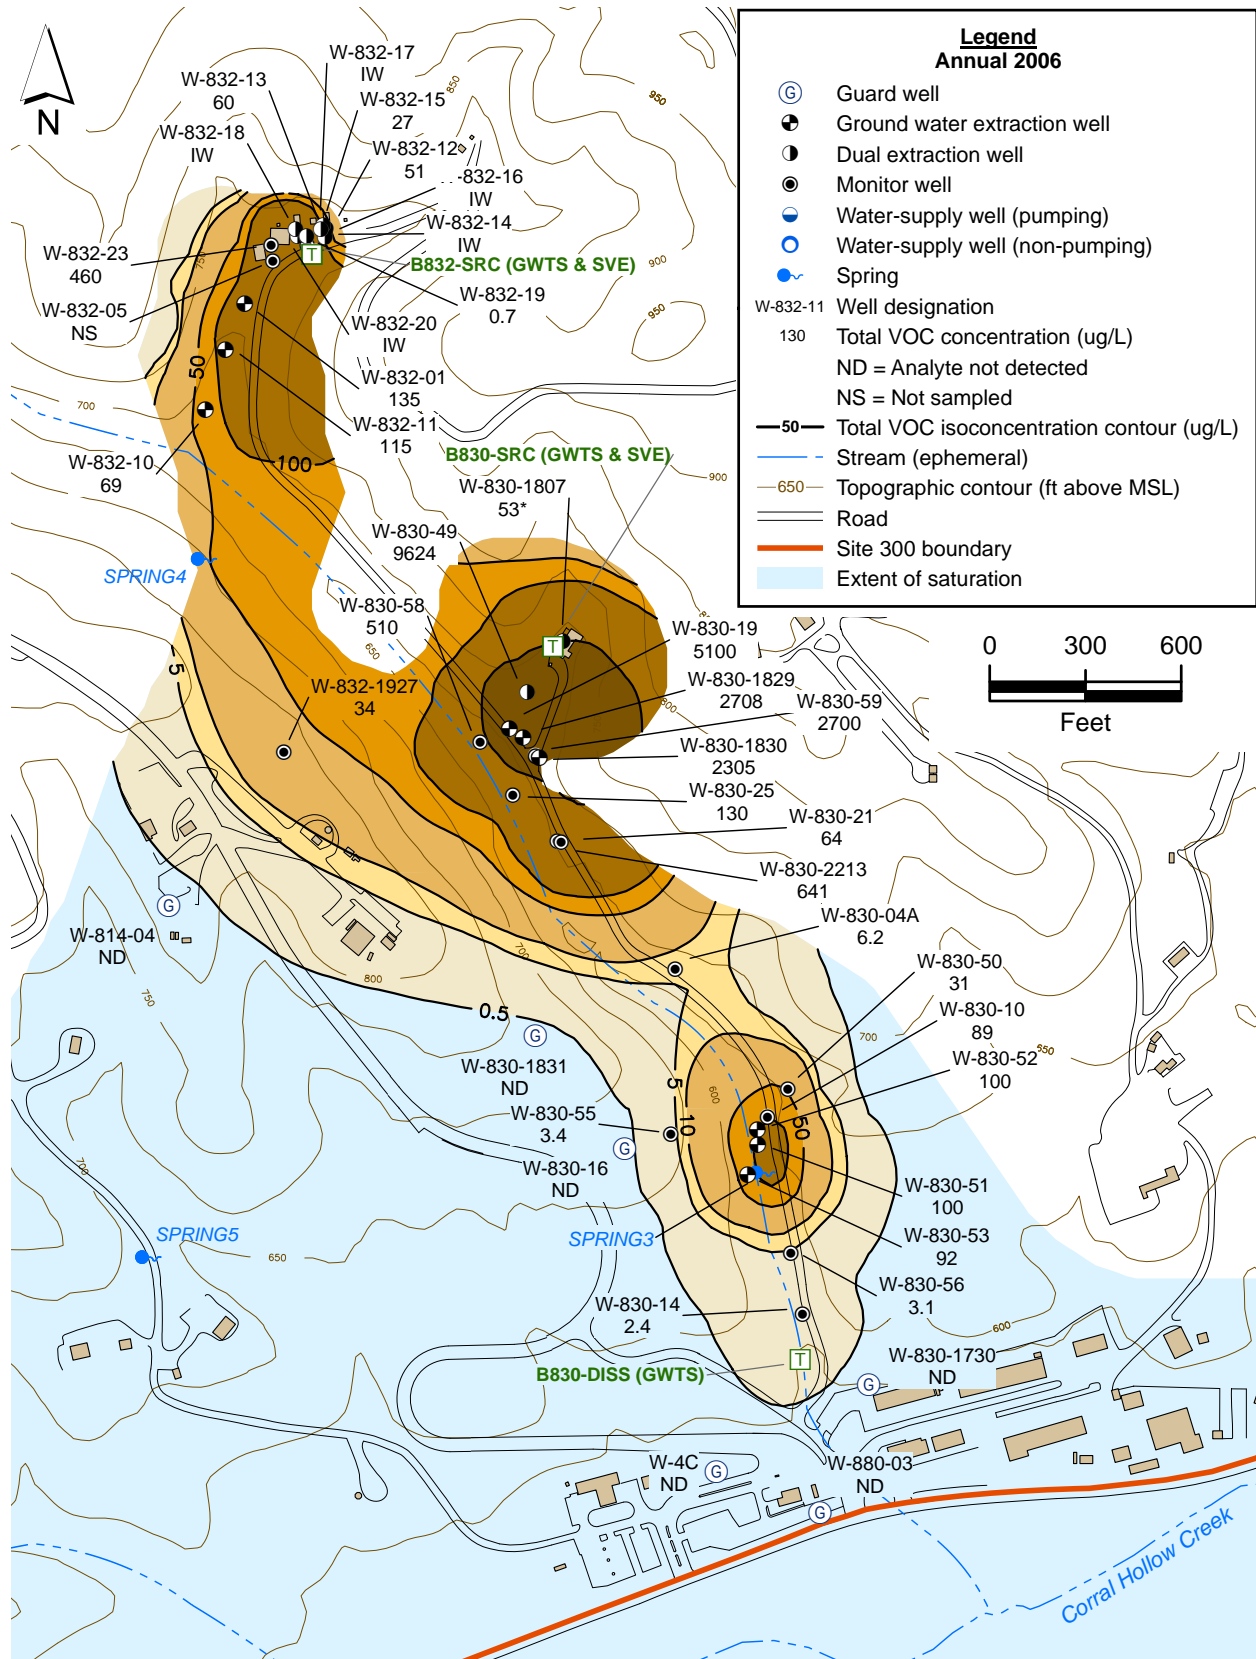 Legend
Annual 2006
G
Guard well
Ground water extraction well
Dual extraction well
Monitor well
Water-supply well (pumping)
Water-supply well (non-pumping)
Spring
W-832-11 Well designation
130 Total VOC concentration (ug/L)
ND = Analyte not detected
NS = Not sampled
50 Total VOC isoconcentration contour (ug/L)
Stream (ephemeral)
650 Topographic contour (ft above MSL)
Road
Site 300 boundary
Extent of saturation
0 300 600
Feet
N
W-832-17
IW
W-832-13
60
W-832-15
27
W-832-18
IW
W-832-12
51
W-832-16
IW
W-832-14
IW
W-832-23
460
B832-SRC (GWTS & SVE)
T
W-832-19
0.7
W-832-05
NS
W-832-20
IW
W-832-01
135
W-832-11
115
W-832-10
69
B830-SRC (GWTS & SVE)
W-830-1807
53*
W-830-49
9624
SPRING4
W-830-58
510
T
W-830-19
5100
W-830-1829
2708
W-832-1927
34
W-830-59
2700
W-830-1830
2305
W-830-25
130
W-830-21
64
W-830-2213
641
W-830-04A
6.2
G
W-814-04
ND
W-830-50
31
W-830-10
89
W-830-52
100
G
W-830-1831
ND
W-830-55
3.4
G
W-830-16
ND
W-830-51
100
SPRING5
SPRING3
W-830-53
92
W-830-56
3.1
W-830-14
2.4
W-830-1730
ND
G
T
B830-DISS (GWTS)
W-4C
ND
G
W-880-03
ND
G
Corral Hollow Creek
50
100
5
0.5
5
10
50
850
950
900
950
750
700
900
650
800
800
700
750
700
650
600
700
650
600